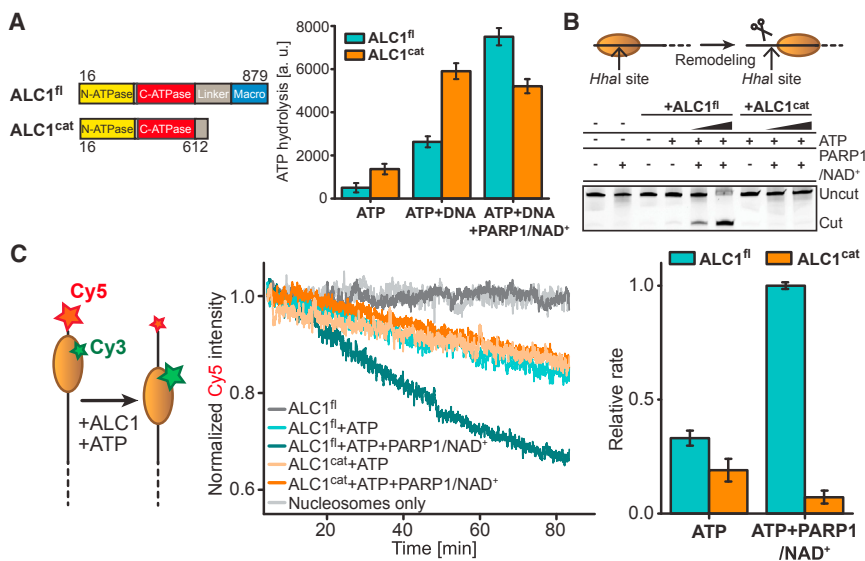 A
16 879
ALC1fl N-ATPase C-ATPase Linker Macro
ALC1cat N-ATPase C-ATPase
16 612
ATP hydrolysis [a. u.]
8000
6000
4000
2000
0
ALC1fl
ALC1cat
ATP ATP+DNA ATP+DNA
+PARP1/NAD+
B
HhaI site Remodeling HhaI site
+ALC1fl +ALC1cat
- - - + + + + + + ATP
- + - - + + - + + PARP1
/NAD+
Uncut
Cut
C
Cy5
Cy3
+ALC1
+ATP
Normalized Cy5 intensity
1.0
0.8
0.6
ALC1fl
ALC1fl+ATP
ALC1fl+ATP+PARP1/NAD+
ALC1cat+ATP
ALC1cat+ATP+PARP1/NAD+
Nucleosomes only
20 40 60 80
Time [min]
ALC1fl ALC1cat
Relative rate
1.0
0.5
0.0
ATP ATP+PARP1
/NAD+